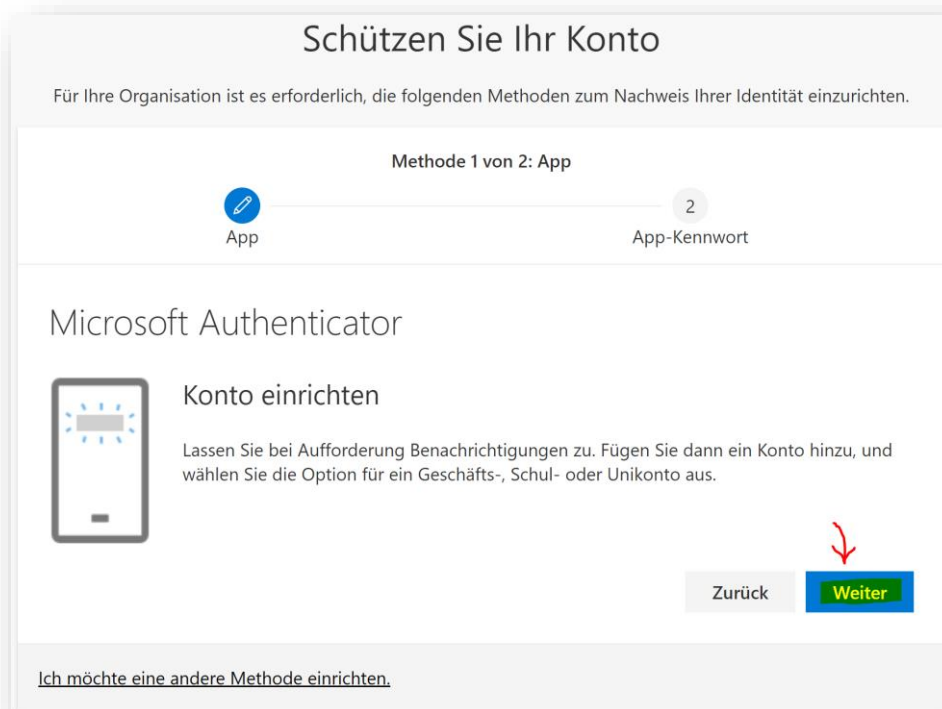 Schützen Sie Ihr Konto
Für Ihre Organisation ist es erforderlich, die folgenden Methoden zum Nachweis Ihrer Identität einzurichten.
Methode 1 von 2: App
2
App
App-Kennwort
Microsoft Authenticator
Konto einrichten
Lassen Sie bei Aufforderung Benachrichtigungen zu. Fügen Sie dann ein Konto hinzu, und
wählen Sie die Option für ein Geschäfts-, Schul- oder Unikonto aus.
Zurück
Weiter
Ich möchte eine andere Methode einrichten.